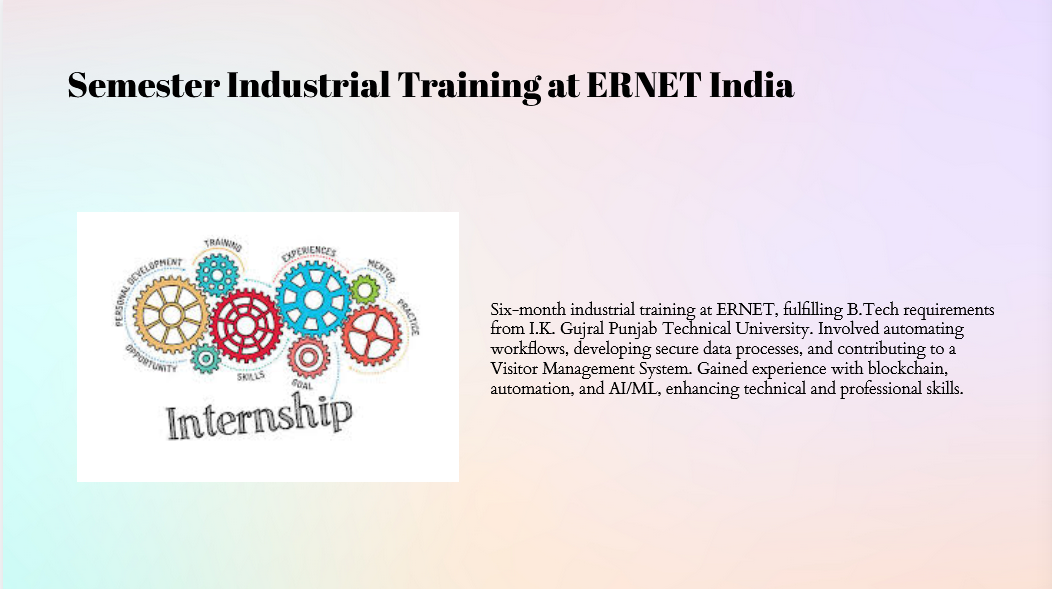 Semester Industrial Training at ERNET India
TRAINING
EXPERIENCES
MENTOR
PERSONAL DEVELOPMENT
PRACTICE
OPPORTUNITY
SKILLS
GOAL
Internship
Six-month industrial training at ERNET, fulfilling B.Tech requirements
from I.K. Gujral Punjab Technical University. Involved automating
workflows, developing secure data processes, and contributing to a
Visitor Management System. Gained experience with blockchain,
automation, and AI/ML, enhancing technical and professional skills.